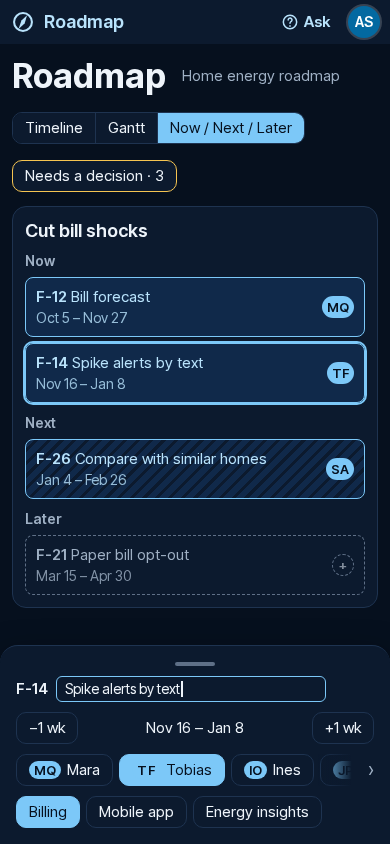 Roadmap
Ask
AS
Roadmap
Home energy roadmap
Timeline
Gantt
Now / Next / Later
Needs a decision · 3
Cut bill shocks
Now
F-12 Bill forecast
MQ
Oct 5 – Nov 27
F-14 Spike alerts by text
TF
Nov 16 – Jan 8
Next
F-26 Compare with similar homes
SA
Jan 4 – Feb 26
Later
F-21 Paper bill opt-out
+
Mar 15 – Apr 30
F-14
Spike alerts by text
−1 wk
Nov 16 – Jan 8
+1 wk
MQ Mara
TF Tobias
IO Ines
›
Billing
Mobile app
Energy insights